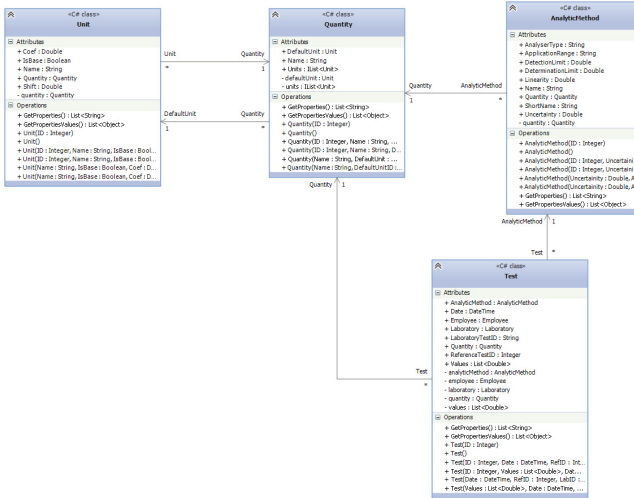 «C# class»
Unit
Attributes
+ Coef : Double
+ IsBase : Boolean
+ Name : String
+ Quantity : Quantity
+ Shift : Double
- quantity : Quantity
Operations
+ GetProperties() : List<String>
+ GetPropertiesValues() : List<Object>
+ Unit(ID : Integer)
+ Unit()
+ Unit(ID : Integer, Name : String, IsBase : Bool...
+ Unit(ID : Integer, Name : String, IsBase : Bool...
+ Unit(Name : String, IsBase : Boolean, Coef : D...
+ Unit(Name : String, IsBase : Boolean, Coef : D...
Unit
Quantity
*
1
DefaultUnit
Quantity
1
*
«C# class»
Quantity
Attributes
+ DefaultUnit : Unit
+ Name : String
+ Units : IList<Unit>
- defaultUnit : Unit
- units : IList<Unit>
Operations
+ GetProperties() : List<String>
+ GetPropertiesValues() : List<Object>
+ Quantity(ID : Integer)
+ Quantity()
+ Quantity(ID : Integer, Name : String, ...
+ Quantity(ID : Integer, Name : String, D...
+ Quantity(Name : String, DefaultUnit : ...
+ Quantity(Name : String, DefaultUnitID ...
Quantity
AnalyticMethod
1
*
«C# class»
AnalyticMethod
Attributes
+ AnalyserType : String
+ ApplicationRange : String
+ DetectionLimit : Double
+ DeterminationLimit : Double
+ Linearity : Double
+ Name : String
+ Quantity : Quantity
+ ShortName : String
+ Uncertainty : Double
- quantity : Quantity
Operations
+ AnalyticMethod(ID : Integer)
+ AnalyticMethod()
+ AnalyticMethod(ID : Integer, Uncertaini
+ AnalyticMethod(ID : Integer, Uncertaini
+ AnalyticMethod(Uncertainity : Double, A
+ AnalyticMethod(Uncertainity : Double, A
+ GetProperties() : List<String>
+ GetPropertiesValues() : List<Object>
Quantity
1
AnalyticMethod
1
Test
*
Test
*
«C# class»
Test
Attributes
+ AnalyticMethod : AnalyticMethod
+ Date : DateTime
+ Employee : Employee
+ Laboratory : Laboratory
+ LaboratoryTestID : String
+ Quantity : Quantity
+ ReferenceTestID : Integer
+ Values : List<Double>
- analyticMethod : AnalyticMethod
- employee : Employee
- laboratory : Laboratory
- quantity : Quantity
- values : List<Double>
Operations
+ GetProperties() : List<String>
+ GetPropertiesValues() : List<Object>
+ Test(ID : Integer)
+ Test()
+ Test(ID : Integer, Date : DateTime, RefID : Int...
+ Test(ID : Integer, Values : List<Double>, Dat...
+ Test(Date : DateTime, RefID : Integer, LabID : ...
+ Test(Values : List<Double>, Date : DateTime, ...